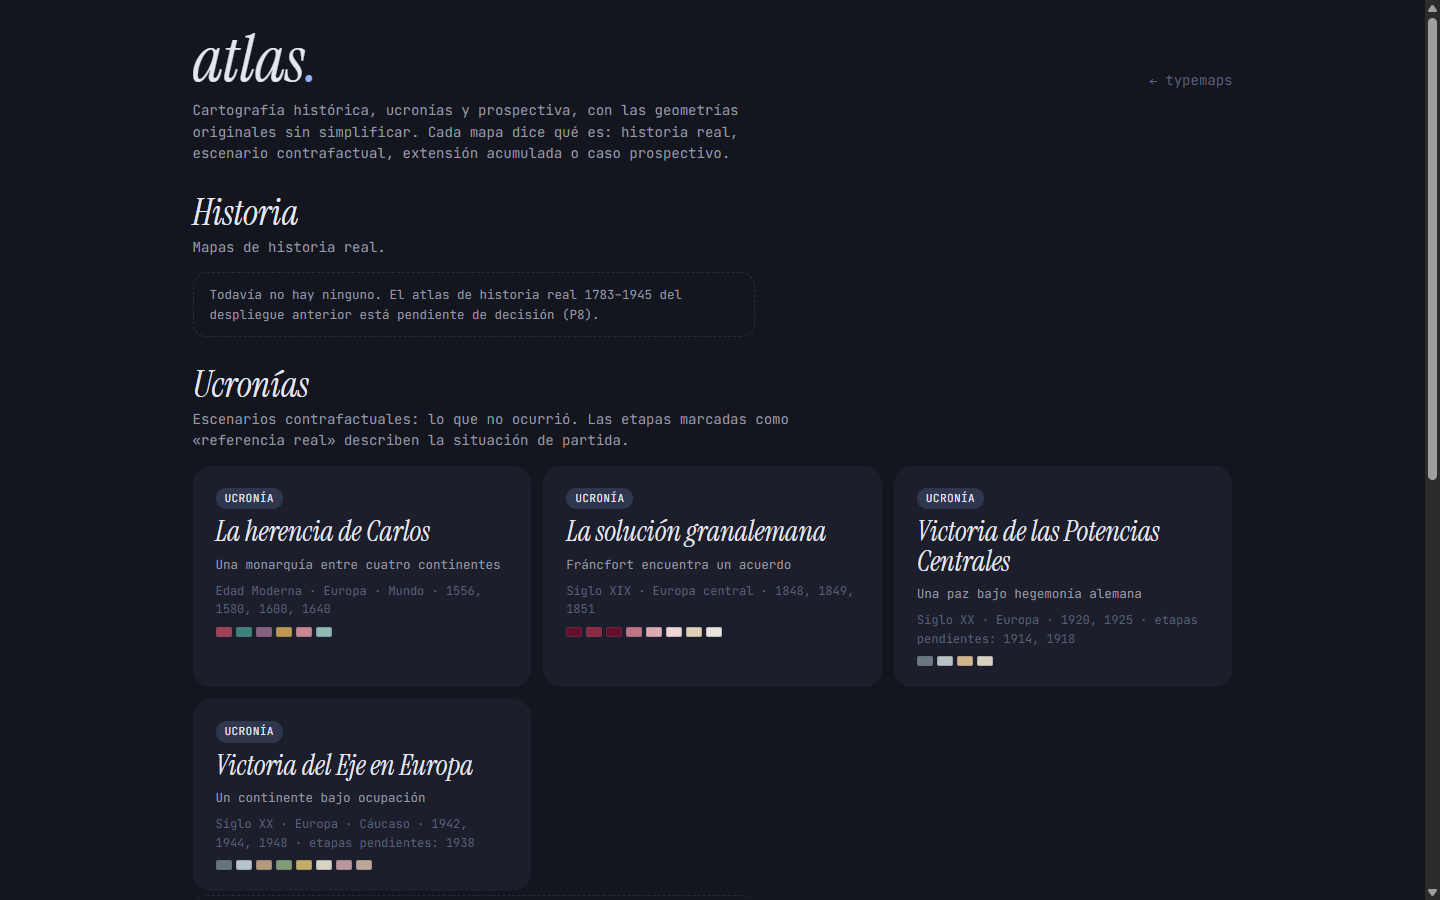 atlas.
← typemaps
Cartografía histórica, ucronías y prospectiva, con las geometrías
originales sin simplificar. Cada mapa dice qué es: historia real,
escenario contrafactual, extensión acumulada o caso prospectivo.
Historia
Mapas de historia real.
Todavía no hay ninguno. El atlas de historia real 1783–1945 del
despliegue anterior está pendiente de decisión (P8).
Ucronías
Escenarios contrafactuales: lo que no ocurrió. Las etapas marcadas como
«referencia real» describen la situación de partida.
UCRONÍA
La herencia de Carlos
Una monarquía entre cuatro continentes
Edad Moderna · Europa · Mundo · 1556,
1580, 1600, 1640
UCRONÍA
La solución granalemana
Fráncfort encuentra un acuerdo
Siglo XIX · Europa central · 1848, 1849,
1851
UCRONÍA
Victoria de las Potencias
Centrales
Una paz bajo hegemonía alemana
Siglo XX · Europa · 1920, 1925 · etapas
pendientes: 1914, 1918
UCRONÍA
Victoria del Eje en Europa
Un continente bajo ocupación
Siglo XX · Europa · Cáucaso · 1942,
1944, 1948 · etapas pendientes: 1938